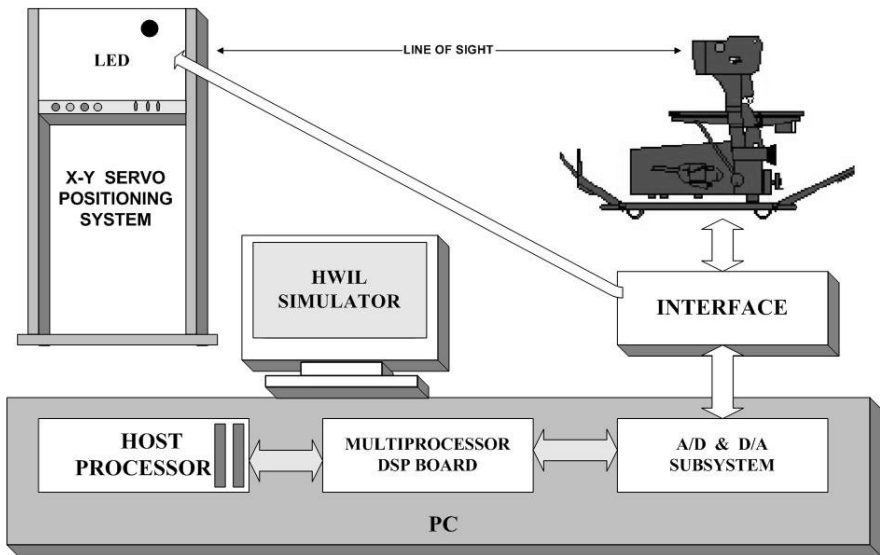 LED
LINE OF SIGHT
X-Y SERVO
POSITIONING
SYSTEM
HWIL
SIMULATOR
INTERFACE
HOST
PROCESSOR
MULTIPROCESSOR
DSP BOARD
A/D & D/A
SUBSYSTEM
PC